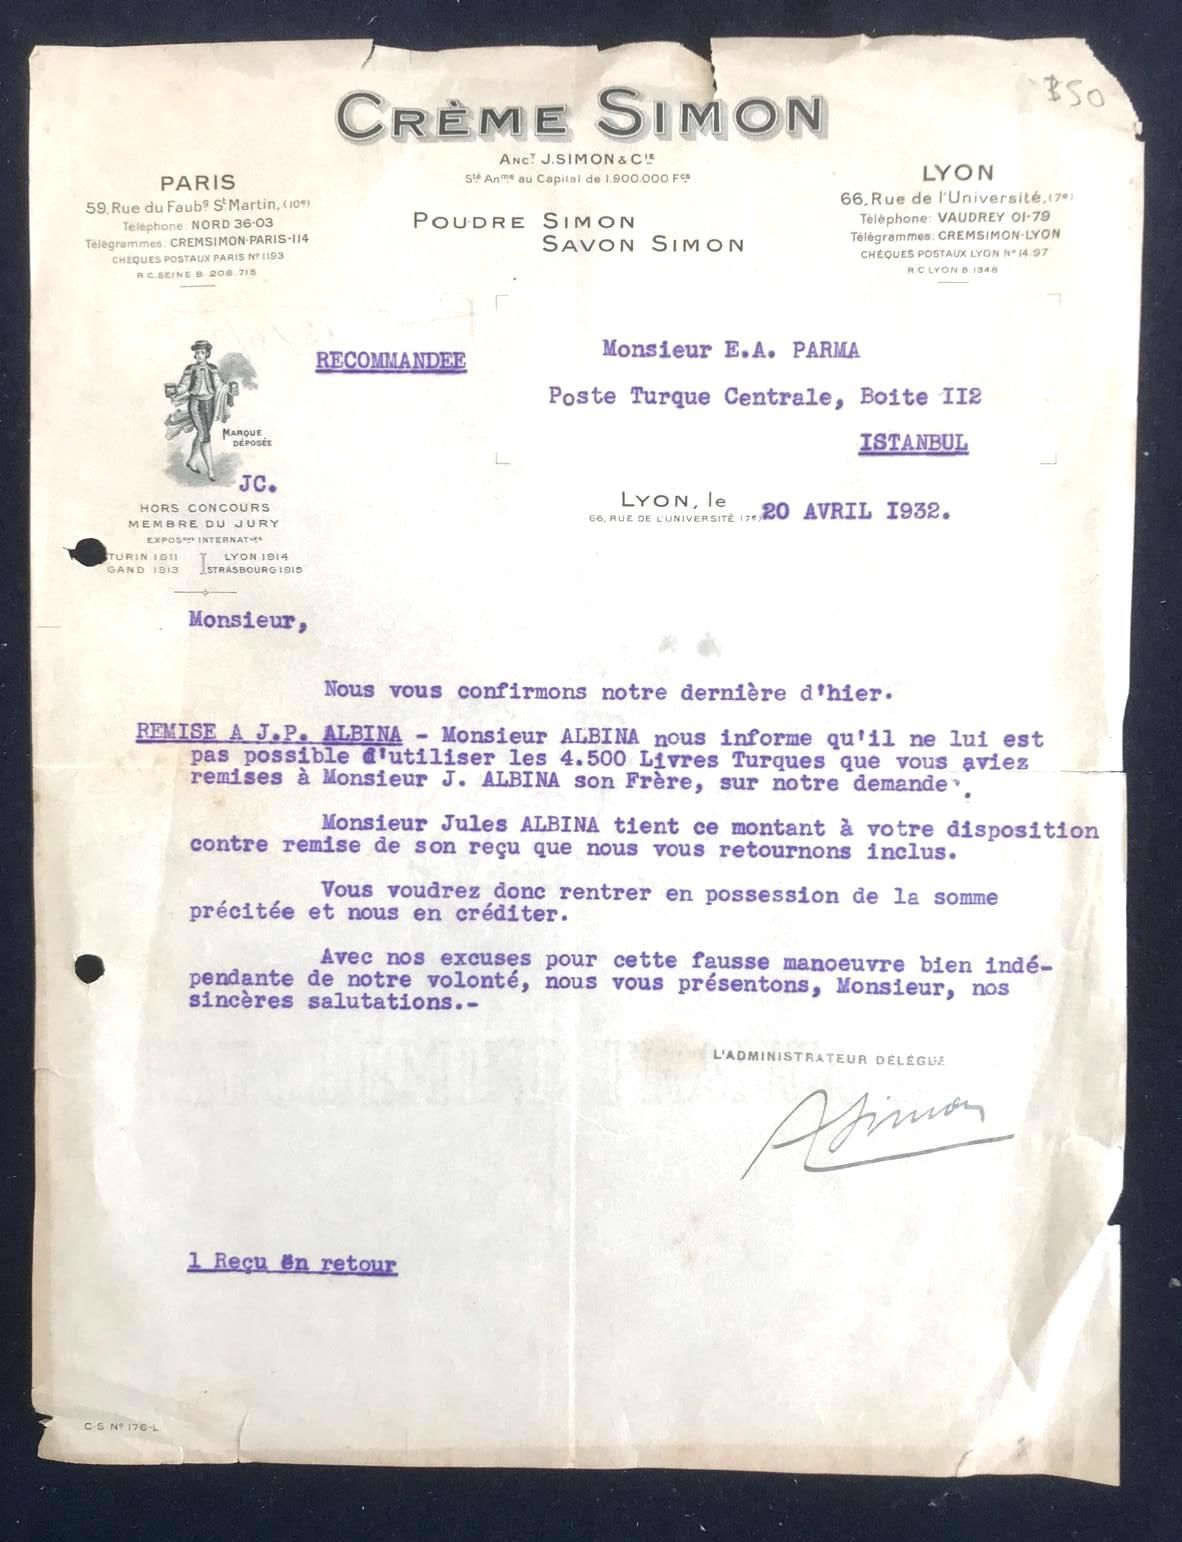 $50
CRÈME SIMON
ANC.T J.SIMON & C.IE
Sté Anme au Capital de 1.900.000 Fcs
POUDRE SIMON
SAVON SIMON
PARIS
59, Rue du Faubg St Martin, (10e)
Téléphone: NORD 36-03
Télégrammes: CREMSIMON-PARIS-114
CHÈQUES POSTAUX PARIS No 1193
R.C. SEINE B. 206.715
LYON
66, Rue de l'Université, (7e)
Téléphone: VAUDREY 01-79
Télégrammes: CREMSIMON-LYON
CHÈQUES POSTAUX LYON No 14.97
R.C LYON B 1348
RECOMMANDEE
Monsieur E.A. PARMA
Poste Turque Centrale, Boite II2
ISTANBUL
MARQUE
DÉPOSÉE
JC.
HORS CONCOURS
MEMBRE DU JURY
EXPOSons INTERNATles
TURIN 1911 LYON 1914
GAND 1913 STRASBOURG 1919
LYON, le
66, RUE DE L'UNIVERSITÉ (7e) 20 AVRIL I932.
Monsieur,
Nous vous confirmons notre dernière d'hier.
REMISE A J.P. ALBINA - Monsieur ALBINA nous informe qu'il ne lui est
pas possible d'utiliser les 4.500 Livres Turques que vous aviez
remises à Monsieur J. ALBINA son Frère, sur notre demande.
Monsieur Jules ALBINA tient ce montant à votre disposition
contre remise de son reçu que nous vous retournons inclus.
Vous voudrez donc rentrer en possession de la somme
précitée et nous en créditer.
Avec nos excuses pour cette fausse manoeuvre bien indé-
pendante de notre volonté, nous vous présentons, Monsieur, nos
sincères salutations.-
L'ADMINISTRATEUR DÉLÉGUÉ
ASimon
1 Reçu en retour
C-S No 176-L